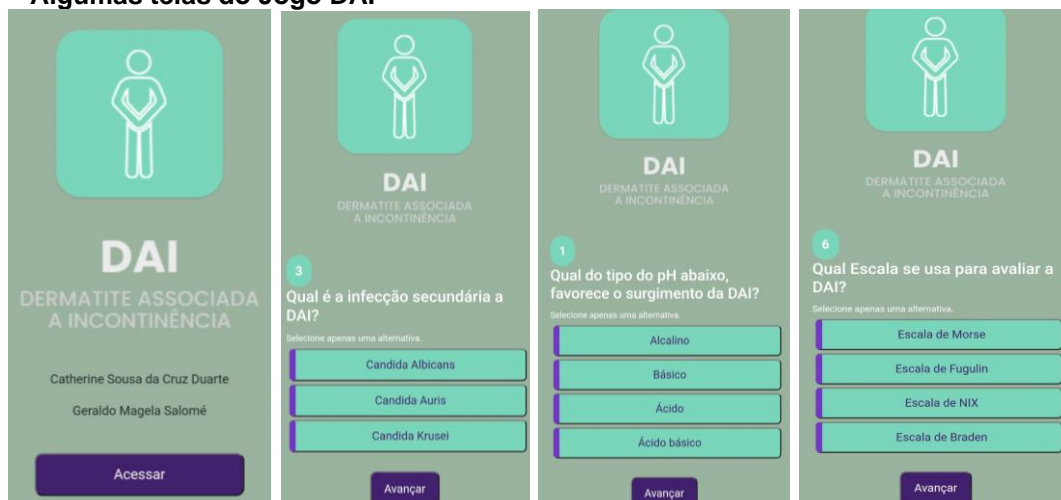 Algumas telas do Jogo DAI
DAI
DERMATITE ASSOCIADA
A INCONTINÊNCIA
Catherine Sousa da Cruz Duarte
Geraldo Magela Salomé
Acessar
DAI
DERMATITE ASSOCIADA
A INCONTINÊNCIA
3
Qual é a infecção secundária a
DAI?
Selecione apenas uma alternativa.
Candida Albicans
Candida Auris
Candida Krusei
Avançar
DAI
DERMATITE ASSOCIADA
A INCONTINÊNCIA
1
Qual do tipo do pH abaixo,
favorece o surgimento da DAI?
Selecione apenas uma alternativa.
Alcalino
Básico
Ácido
Ácido básico
Avançar
DAI
DERMATITE ASSOCIADA
A INCONTINÊNCIA
6
Qual Escala se usa para avaliar a
DAI?
Selecione apenas uma alternativa.
Escala de Morse
Escala de Fugulin
Escala de NIX
Escala de Braden
Avançar